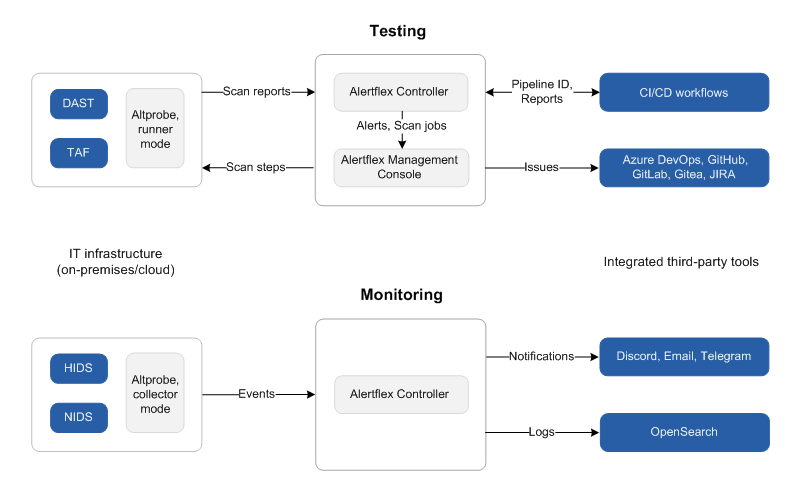 Testing
DAST
TAF
Altprobe,
runner
mode
Scan reports
Scan steps
Alertflex Controller
Alerts, Scan jobs
Alertflex Management
Console
Pipeline ID,
Reports
Issues
CI/CD workflows
Azure DevOps, GitHub,
GitLab, Gitea, JIRA
IT infrastructure
(on-premises/cloud)
Integrated third-party tools
Monitoring
HIDS
NIDS
Altprobe,
collector
mode
Events
Alertflex Controller
Notifications
Logs
Discord, Email, Telegram
OpenSearch